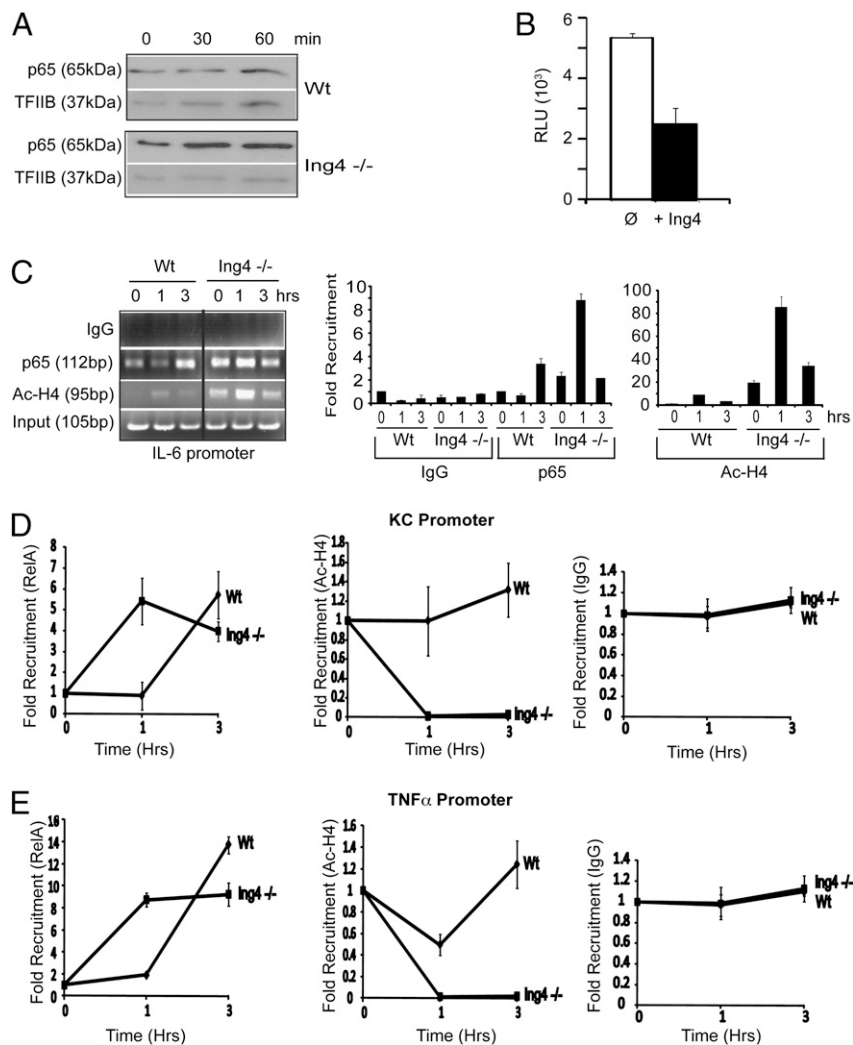 A
0 30 60 min
p65 (65kDa)
TFIIB (37kDa)
Wt
p65 (65kDa)
TFIIB (37kDa)
Ing4 -/-
B
RLU (10³)
6
4
2
0
Ø + Ing4
C
Wt Ing4 -/-
0 1 3 0 1 3 hrs
IgG
p65 (112bp)
Ac-H4 (95bp)
Input (105bp)
IL-6 promoter
Fold Recruitment
10
8
6
4
2
0
0 1 3 0 1 3 0 1 3 0 1 3
Wt Ing4 -/- Wt Ing4 -/-
IgG p65
100
80
60
40
20
0
0 1 3 0 1 3 hrs
Wt Ing4 -/-
Ac-H4
D
KC Promoter
Fold Recruitment (RelA)
8
7
6
5
4
3
2
1
0
Wt
Ing4 -/-
0 1 3
Time (Hrs)
Fold Recruitment (Ac-H4)
1.8
1.6
1.4
1.2
1
0.8
0.6
0.4
0.2
0
Wt
Ing4 -/-
0 1 3
Time (Hrs)
Fold Recruitment (IgG)
1.4
1.2
1
0.8
0.6
0.4
0.2
0
Ing4 -/-
Wt
0 1 3
Time (Hrs)
E
TNFα Promoter
Fold Recruitment (RelA)
16
14
12
10
8
6
4
2
0
Wt
Ing4 -/-
0 1 3
Time (Hrs)
Fold Recruitment (Ac-H4)
1.6
1.4
1.2
1
0.8
0.6
0.4
0.2
0
Wt
Ing4 -/-
0 1 3
Time (Hrs)
Fold Recruitment (IgG)
1.4
1.2
1
0.8
0.6
0.4
0.2
0
Ing4 -/-
Wt
0 1 3
Time (Hrs)